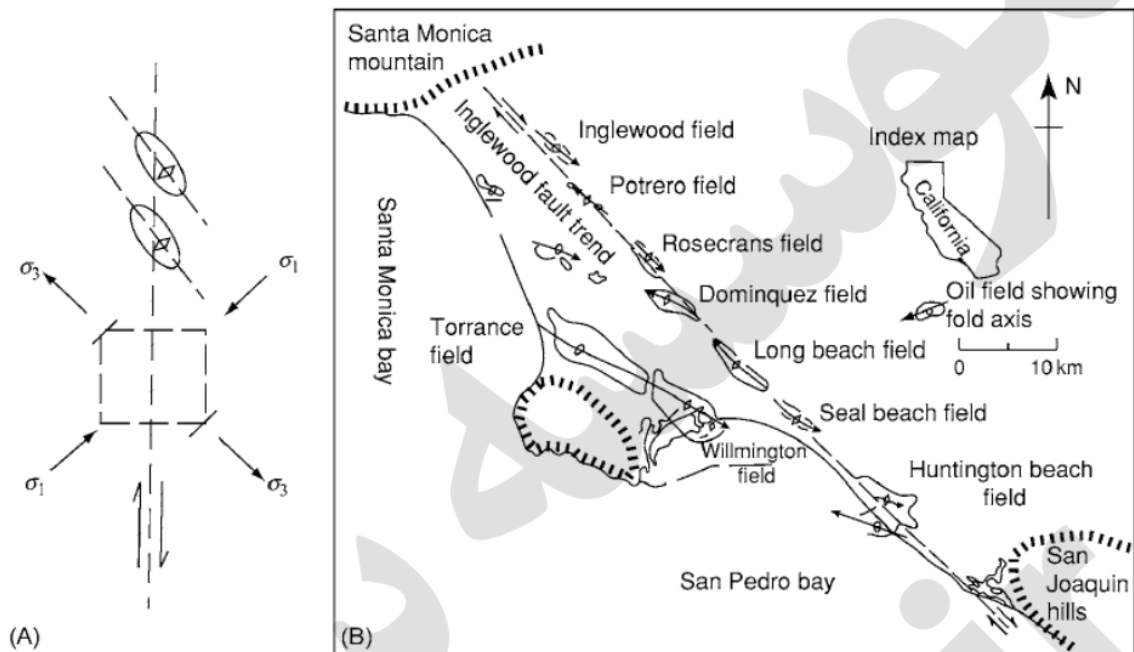 σ3
σ1
σ1
σ3
(A)
Santa Monica
mountain
N
Inglewood field
Index map
Potrero field
California
Inglewood fault trend
Santa Monica bay
Rosecrans field
Dominquez field
Oil field showing
fold axis
Torrance
field
Long beach field
0 10 km
Seal beach field
Willmington
field
Huntington beach
field
San Pedro bay
San
Joaquin
hills
(B)